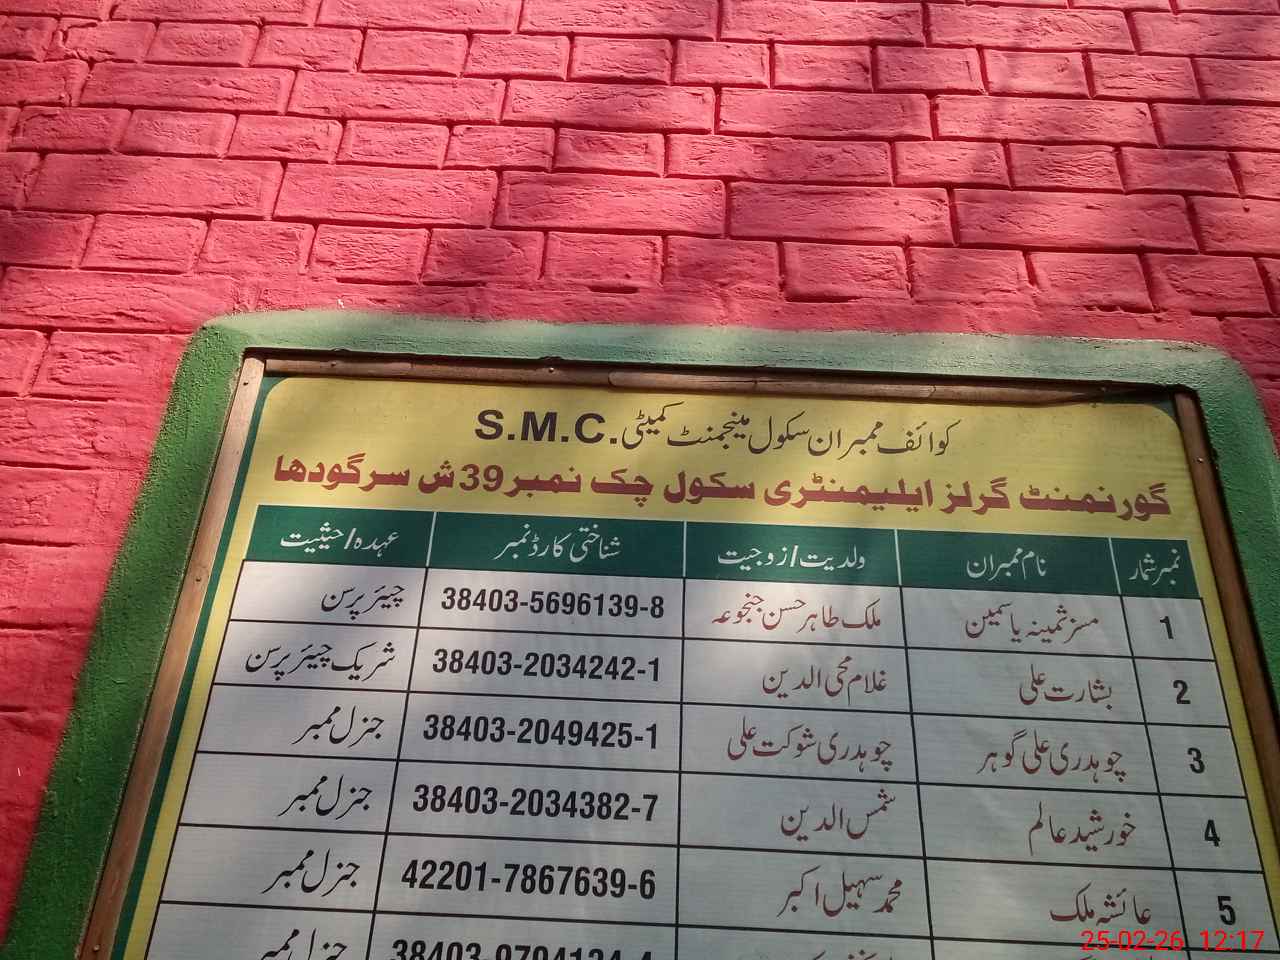 کوائف ممبران سکول مینجمنٹ کمیٹی.S.M.C
گورنمنٹ گرلز ایلیمنٹری سکول چک نمبر 39 ش سرگودھا
نمبر شمار نام ممبران ولدیت/زوجیت شناختی کارڈ نمبر عہدہ/حیثیت
1 مسز ثمینہ یاسمین ملک طاہر حسن جنجوعہ 38403-5696139-8 چیئر پرسن
2 بشارت علی غلام محی الدین 38403-2034242-1 شریک چیئر پرسن
3 چوہدری علی گوہر چوہدری شوکت علی 38403-2049425-1 جنرل ممبر
4 خورشید عالم شمس الدین 38403-2034382-7 جنرل ممبر
5 عائشہ ملک محمد سہیل اکبر 42201-7867639-6 جنرل ممبر
جنرل ممبر
25-02-26 12:17